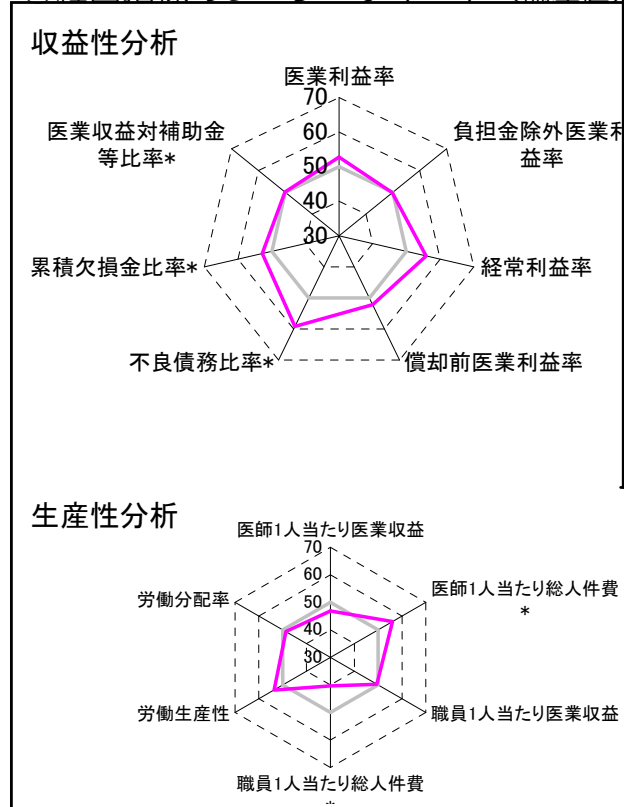 収益性分析
医業利益率
70
60
50
40
30
負担金除外医業利
益率
経常利益率
償却前医業利益率
不良債務比率*
累積欠損金比率*
医業収益対補助金
等比率*
生産性分析
医師1人当たり医業収益
70
60
50
40
30
医師1人当たり総人件費
*
職員1人当たり医業収益
職員1人当たり総人件費
*
労働生産性
労働分配率